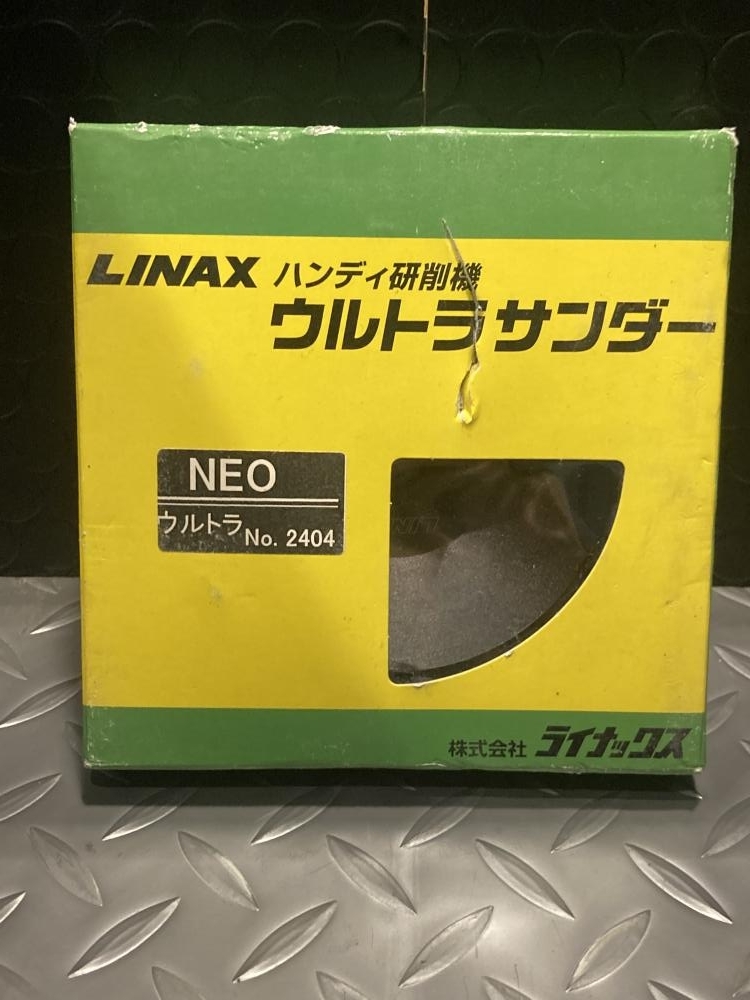 LINAX ハンディ研削機
ウルトラサンダー
NEO
ウルトラ No. 2404
株式会社 ライナックス